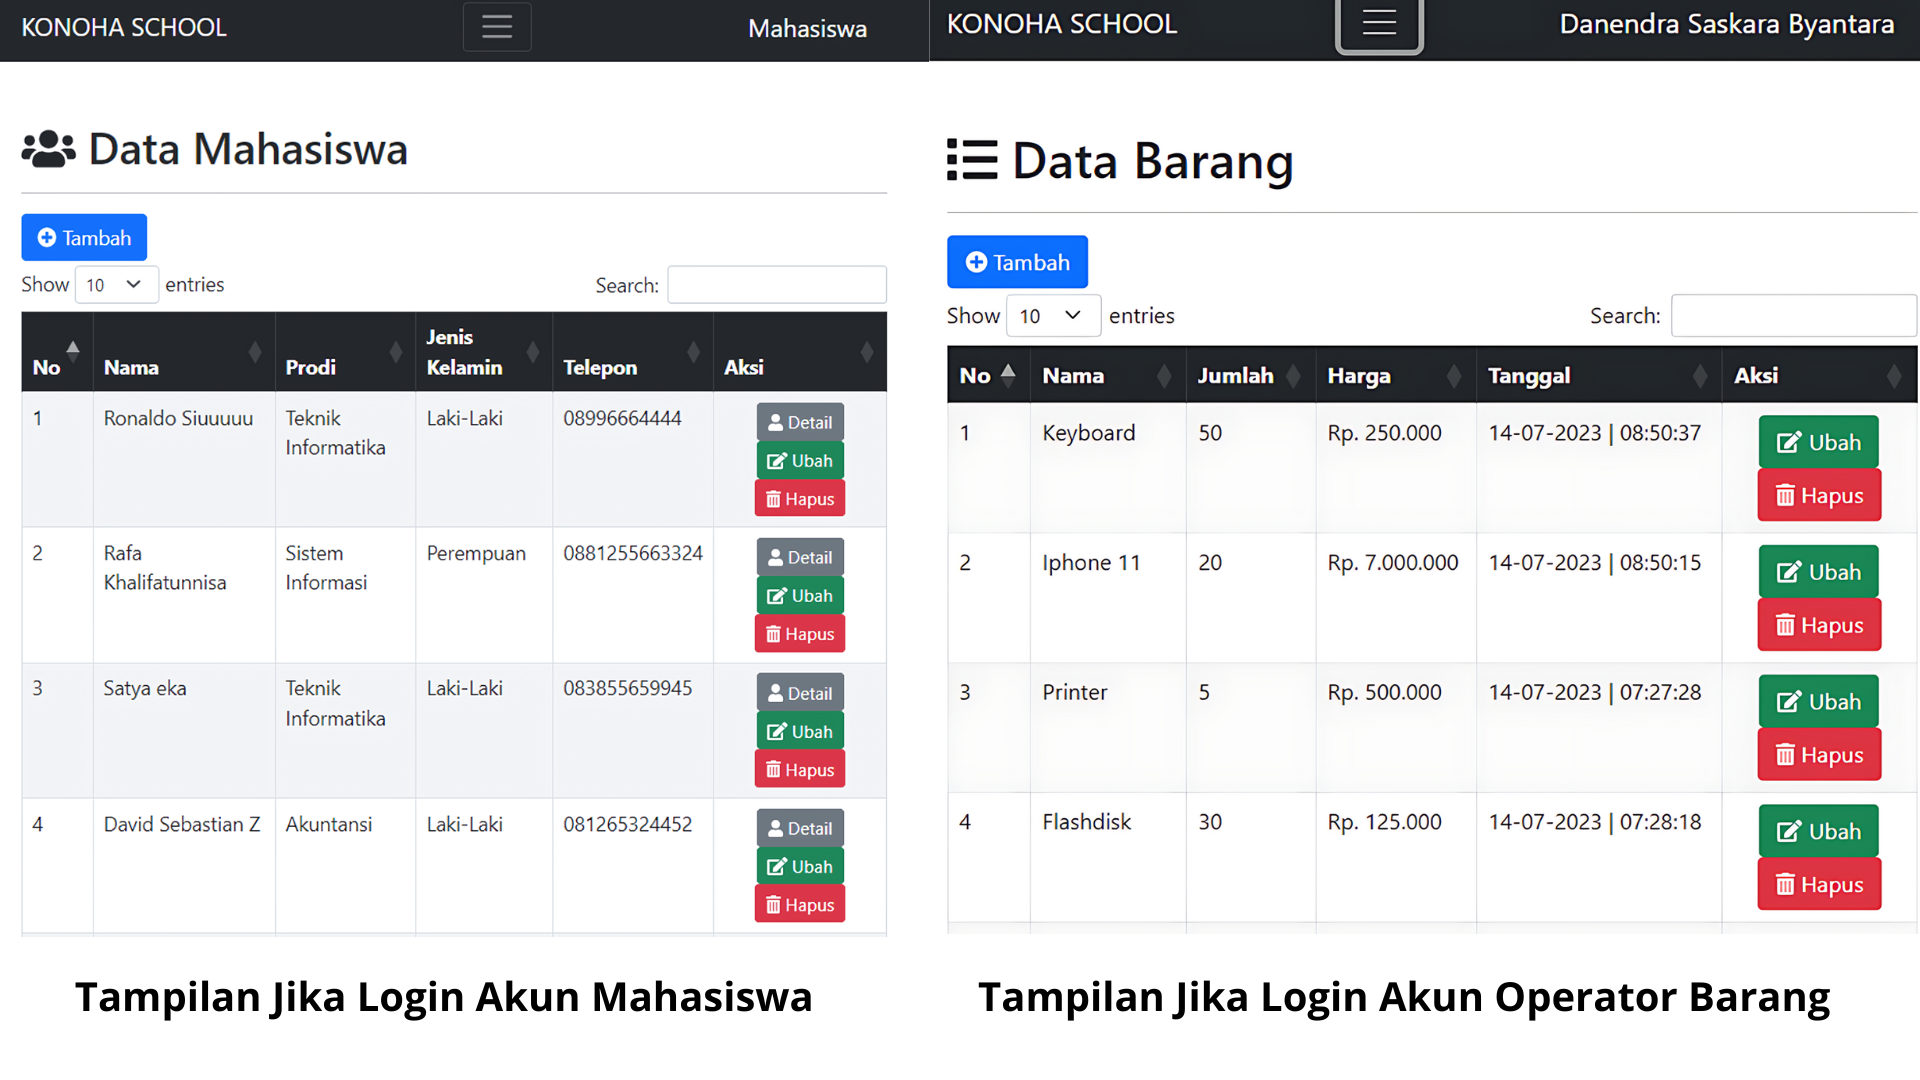 KONOHA SCHOOL
Mahasiswa
Data Mahasiswa
Tambah
Show 10 entries
Search:
No Nama Prodi Jenis Kelamin Telepon Aksi
1 Ronaldo Siuuuuu Teknik Informatika Laki-Laki 08996664444 Detail
Ubah
Hapus
2 Rafa Khalifatunnisa Sistem Informasi Perempuan 0881255663324 Detail
Ubah
Hapus
3 Satya eka Teknik Informatika Laki-Laki 083855659945 Detail
Ubah
Hapus
4 David Sebastian Z Akuntansi Laki-Laki 081265324452 Detail
Ubah
Hapus
Tampilan Jika Login Akun Mahasiswa
KONOHA SCHOOL
Danendra Saskara Byantara
Data Barang
Tambah
Show 10 entries
Search:
No Nama Jumlah Harga Tanggal Aksi
1 Keyboard 50 Rp. 250.000 14-07-2023 | 08:50:37 Ubah
Hapus
2 Iphone 11 20 Rp. 7.000.000 14-07-2023 | 08:50:15 Ubah
Hapus
3 Printer 5 Rp. 500.000 14-07-2023 | 07:27:28 Ubah
Hapus
4 Flashdisk 30 Rp. 125.000 14-07-2023 | 07:28:18 Ubah
Hapus
Tampilan Jika Login Akun Operator Barang